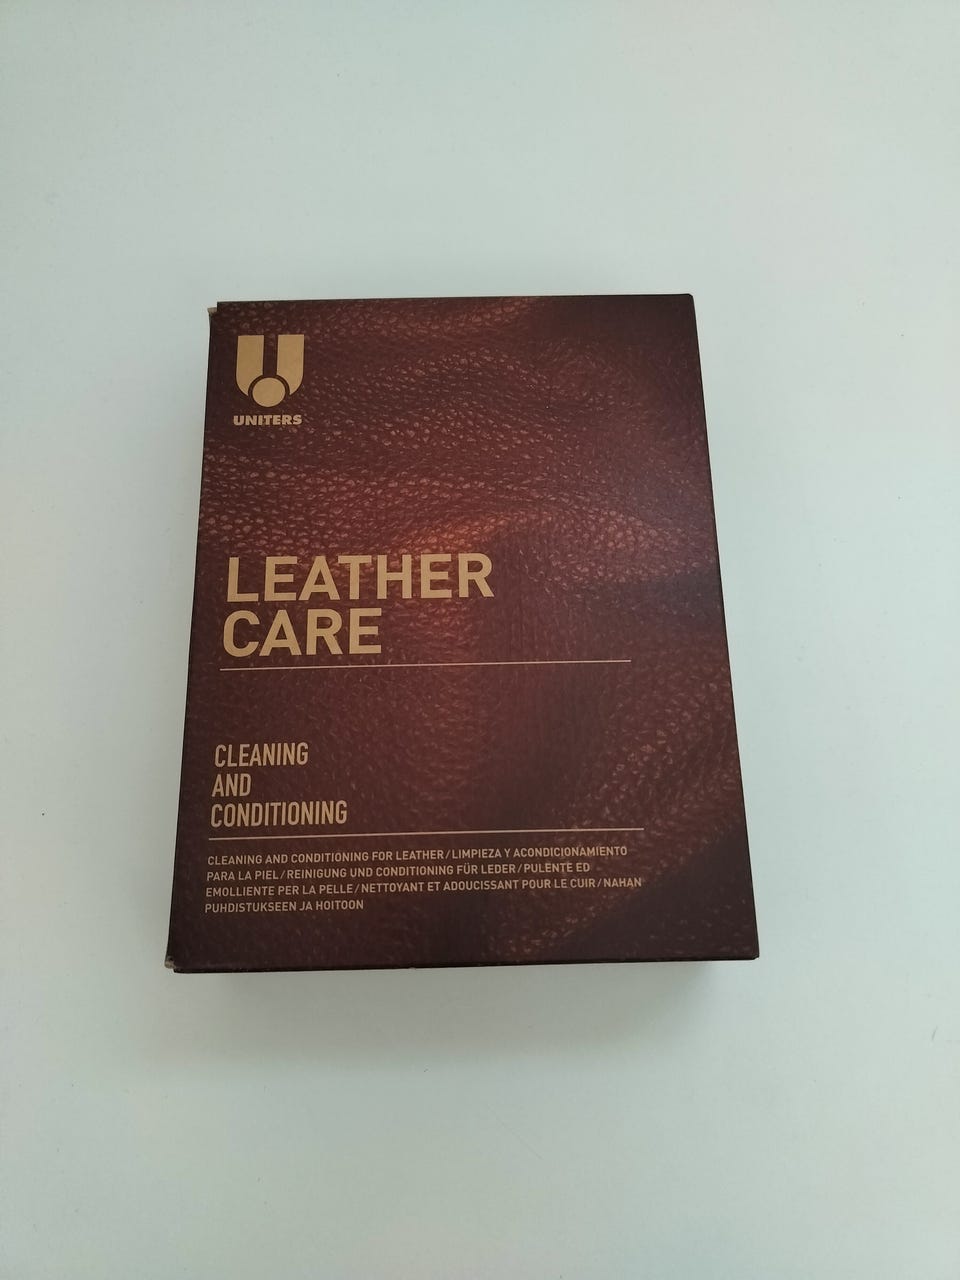 UNITERS
LEATHER
CARE
CLEANING
AND
CONDITIONING
CLEANING AND CONDITIONING FOR LEATHER/LIMPIEZA Y ACONDICIONAMIENTO
PARA LA PIEL/REINIGUNG UND CONDITIONING FÜR LEDER/PULENTE ED
EMOLLIENTE PER LA PELLE/NETTOYANT ET ADOUCISSANT POUR LE CUIR/NAHAN
PUHDISTUKSEEN JA HOITOON